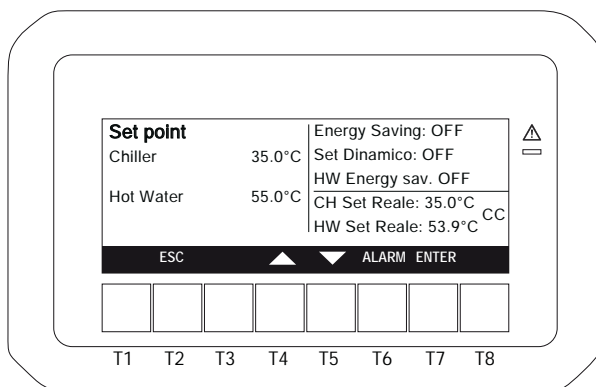 Set point
Chiller 35.0°C
Hot Water 55.0°C
Energy Saving: OFF
Set Dinamico: OFF
HW Energy sav. OFF
CH Set Reale: 35.0°C
HW Set Reale: 53.9°C
CC
ESC ALARM ENTER
T1 T2 T3 T4 T5 T6 T7 T8